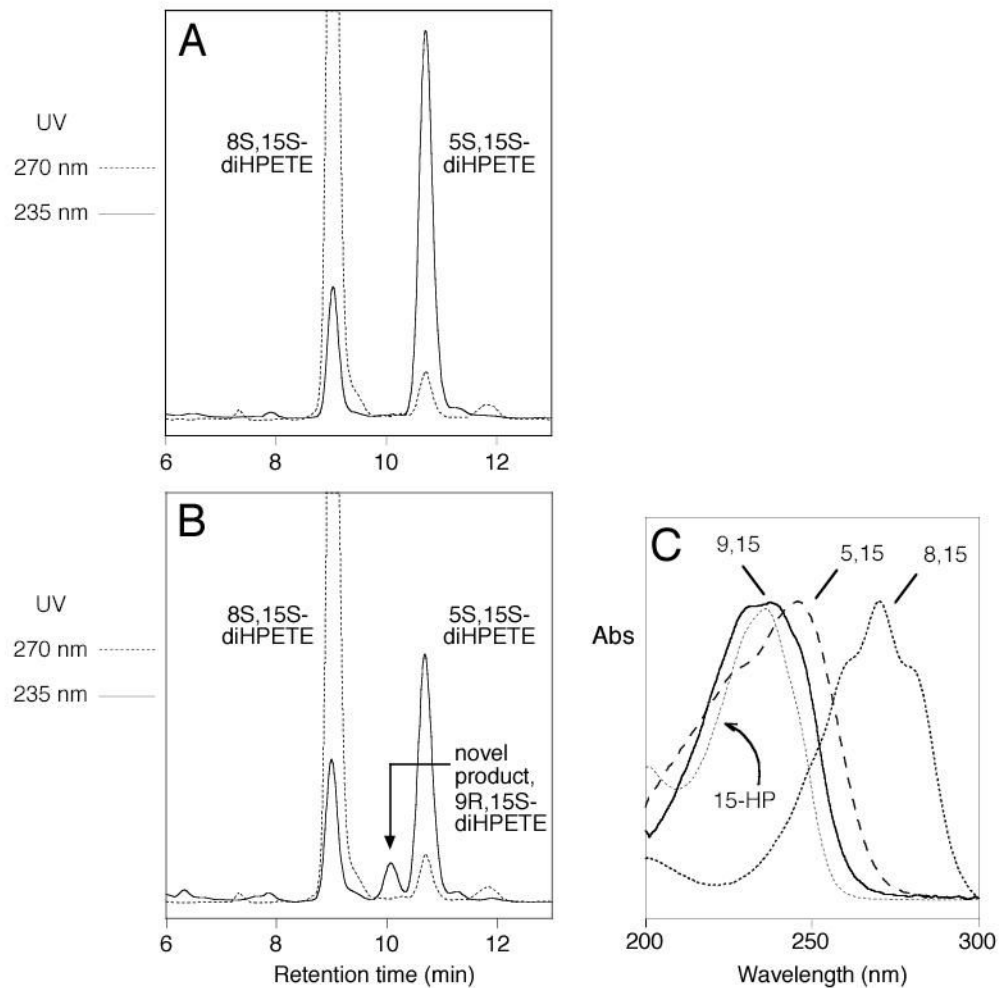 A
UV
270 nm
235 nm
8S,15S-
diHPETE
5S,15S-
diHPETE
6 8 10 12
B
UV
270 nm
235 nm
8S,15S-
diHPETE
5S,15S-
diHPETE
novel
product,
9R,15S-
diHPETE
6 8 10 12
Retention time (min)
C
9,15
5,15
8,15
Abs
15-HP
200 250 300
Wavelength (nm)